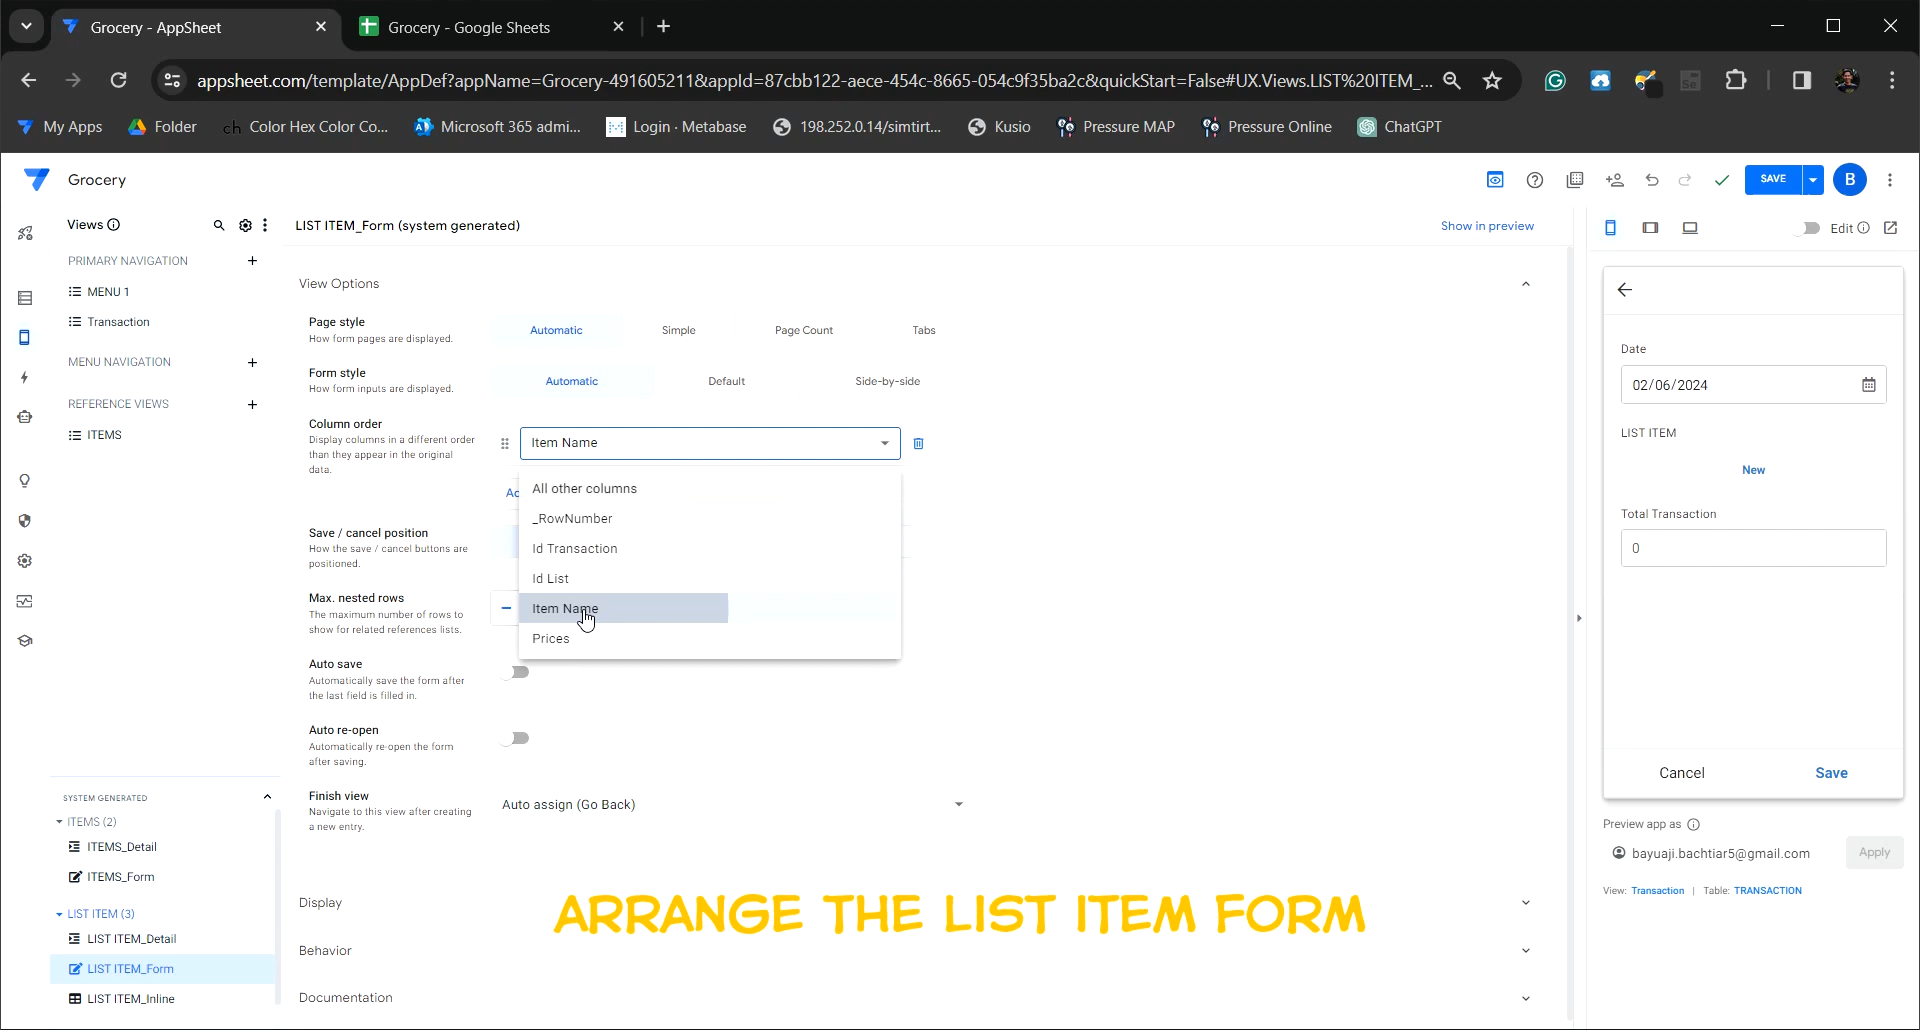 Grocery - AppSheet
Grocery - Google Sheets
appsheet.com/template/AppDef?appName=Grocery-491605211&appId=87cbb122-aece-454c-8665-054c9f35ba2c&quickStart=False#UX.Views.LIST%20ITEM_...
My Apps
Folder
ch Color Hex Color Co...
Microsoft 365 admi...
Login · Metabase
198.252.0.14/simtirt...
Kusio
Pressure MAP
Pressure Online
ChatGPT
Grocery
SAVE
B
Views
LIST ITEM_Form (system generated)
Show in preview
Edit
PRIMARY NAVIGATION
MENU 1
Transaction
MENU NAVIGATION
REFERENCE VIEWS
ITEMS
SYSTEM GENERATED
ITEMS (2)
ITEMS_Detail
ITEMS_Form
LIST ITEM (3)
LIST ITEM_Detail
LIST ITEM_Form
LIST ITEM_Inline
View Options
Page style
How form pages are displayed.
Automatic
Simple
Page Count
Tabs
Form style
How form inputs are displayed.
Automatic
Default
Side-by-side
Column order
Display columns in a different order
than they appear in the original
data.
Item Name
All other columns
_RowNumber
Id Transaction
Id List
Item Name
Prices
Save / cancel position
How the save / cancel buttons are
positioned.
Max. nested rows
The maximum number of rows to
show for related references lists.
Auto save
Automatically save the form after
the last field is filled in.
Auto re-open
Automatically re-open the form
after saving.
Finish view
Navigate to this view after creating
a new entry.
Auto assign (Go Back)
Display
Behavior
Documentation
ARRANGE THE LIST ITEM FORM
Date
02/06/2024
LIST ITEM
New
Total Transaction
0
Cancel
Save
Preview app as
bayuaji.bachtiar5@gmail.com
Apply
View: Transaction | Table: TRANSACTION